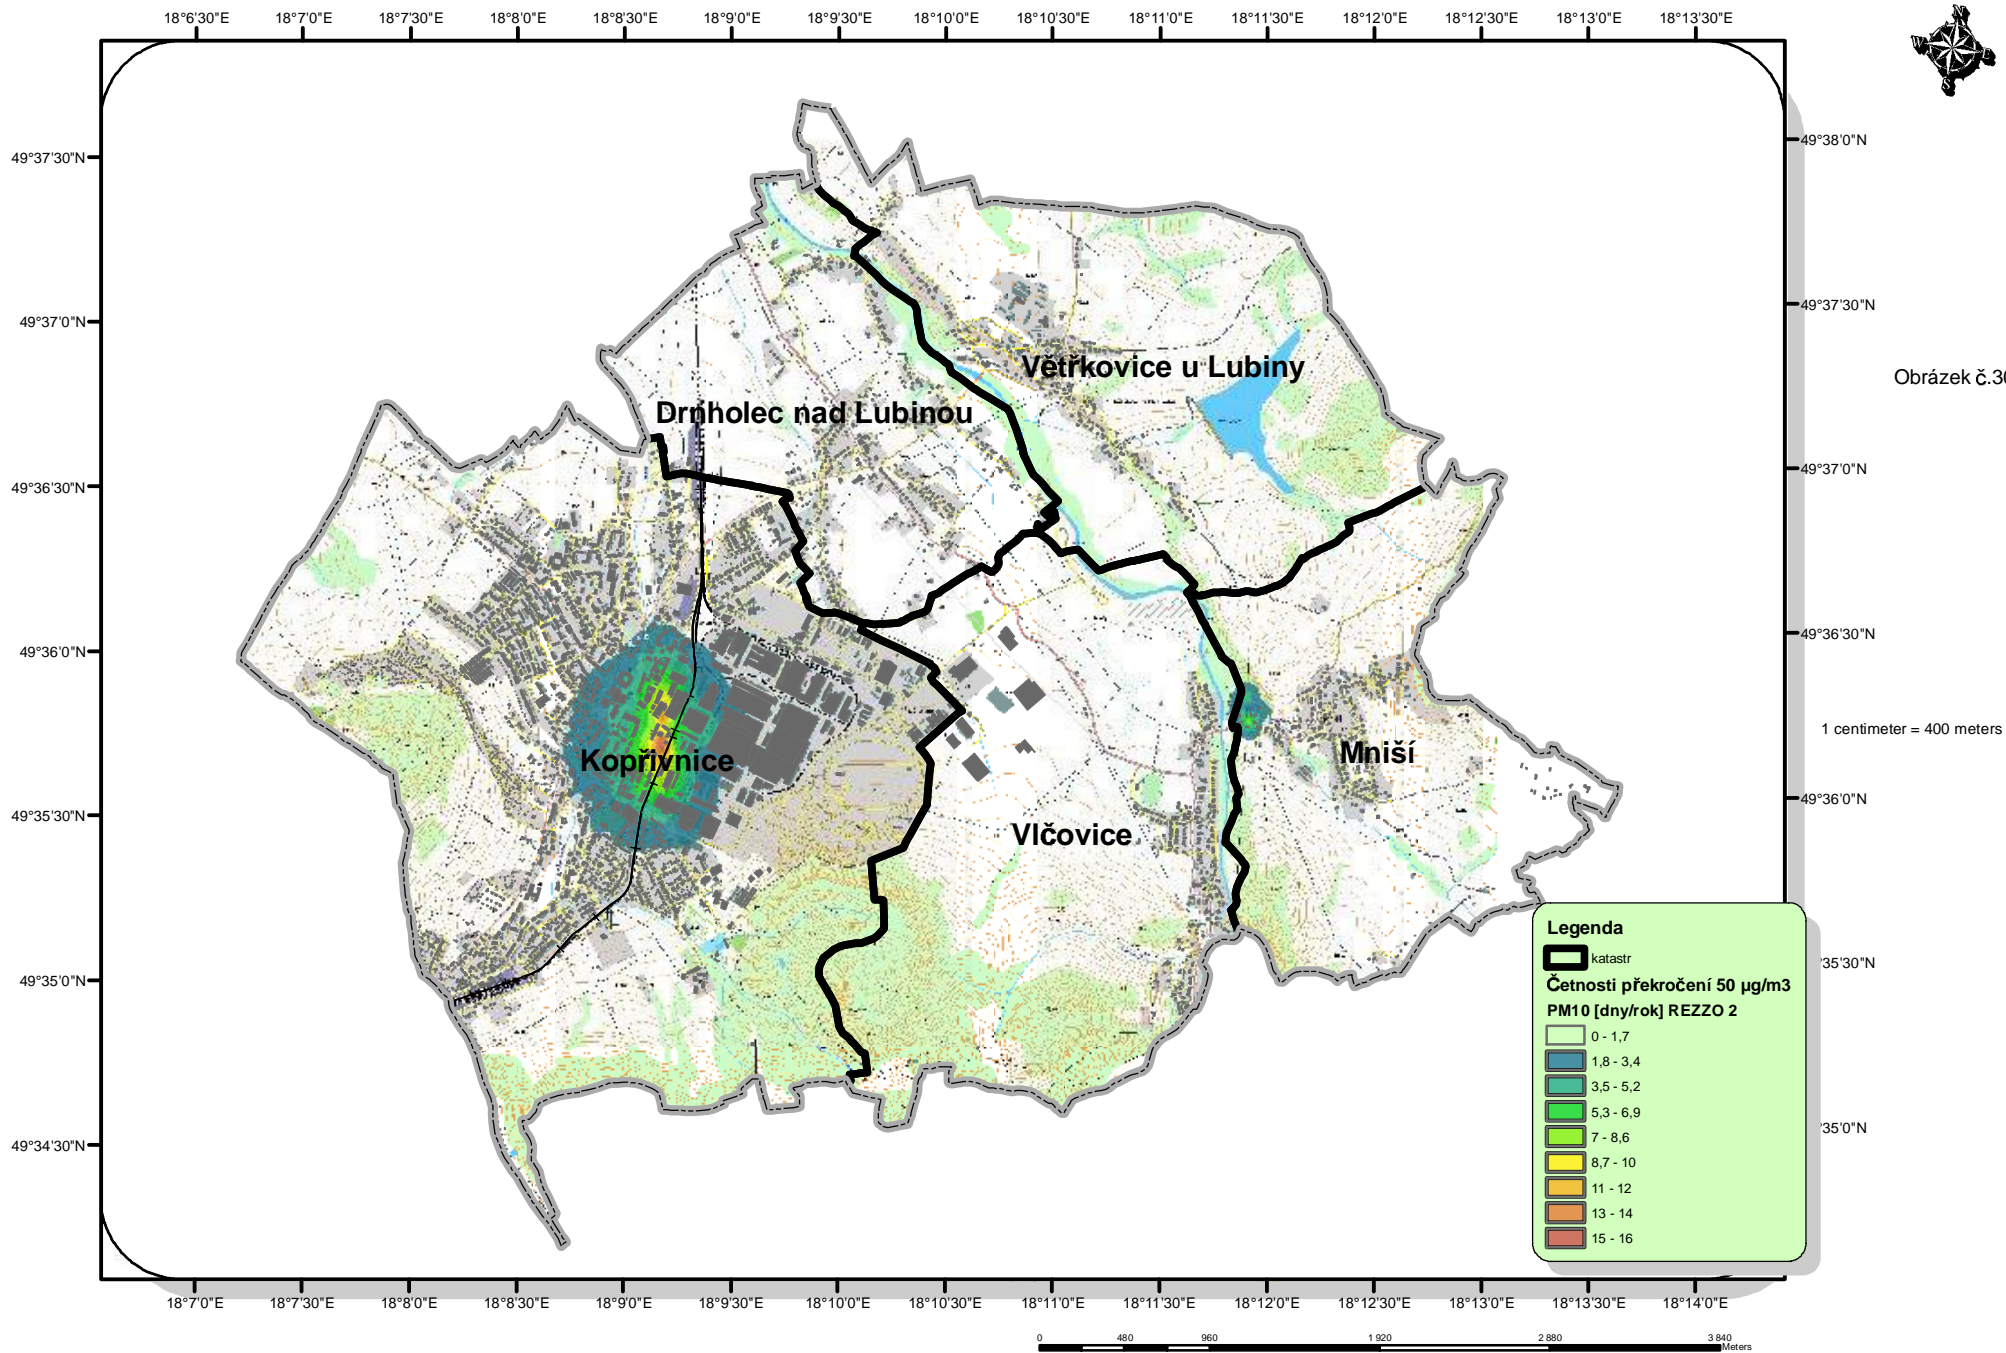 18°6'30"E 18°7'0"E 18°7'30"E 18°8'0"E 18°8'30"E 18°9'0"E 18°9'30"E 18°10'0"E 18°10'30"E 18°11'0"E 18°11'30"E 18°12'0"E 18°12'30"E 18°13'0"E 18°13'30"E
49°37'30"N
49°37'0"N
49°36'30"N
49°36'0"N
49°35'30"N
49°35'0"N
49°34'30"N
49°38'0"N
49°37'30"N
49°37'0"N
49°36'30"N
49°36'0"N
35'30"N
35'0"N
Větřkovice u Lubiny
Drnholec nad Lubinou
Kopřivnice
Vlčovice
Mniší
Obrázek č.30
1 centimeter = 400 meters
Legenda
katastr
Četnosti překročení 50 µg/m3
PM10 [dny/rok] REZZO 2
0 - 1,7
1,8 - 3,4
3,5 - 5,2
5,3 - 6,9
7 - 8,6
8,7 - 10
11 - 12
13 - 14
15 - 16
18°7'0"E 18°7'30"E 18°8'0"E 18°8'30"E 18°9'0"E 18°9'30"E 18°10'0"E 18°10'30"E 18°11'0"E 18°11'30"E 18°12'0"E 18°12'30"E 18°13'0"E 18°13'30"E 18°14'0"E
0 480 960 1 920 2 880 3 840
Meters